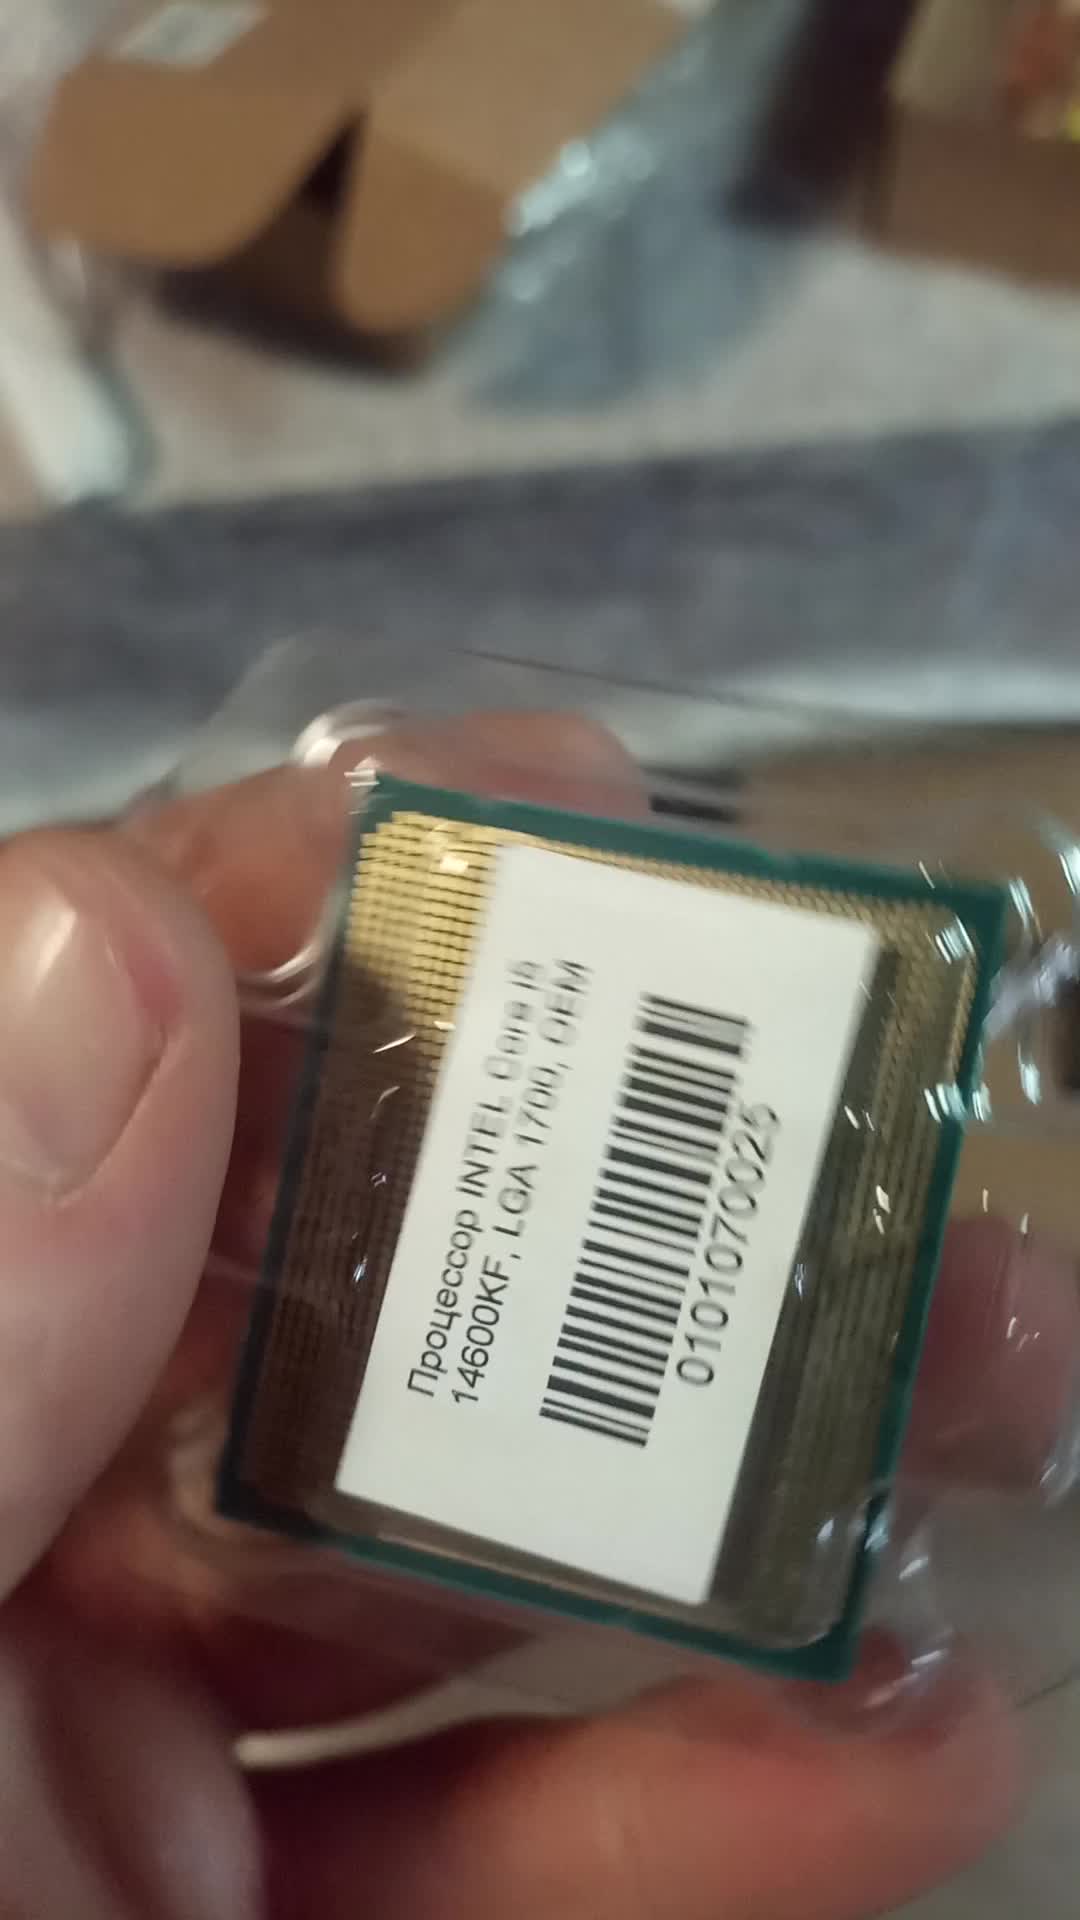 Процессор INTEL Core i5
14600KF, LGA 1700, OEM
0101070025